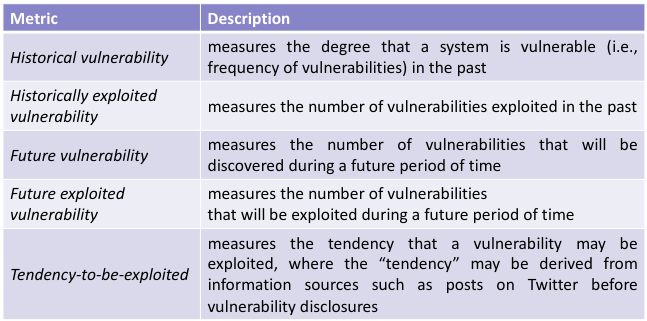 Metric Description
Historical vulnerability measures the degree that a system is vulnerable (i.e.,
frequency of vulnerabilities) in the past
Historically exploited
vulnerability
measures the number of vulnerabilities exploited in the past
Future vulnerability measures the number of vulnerabilities that will be
discovered during a future period of time
Future exploited
vulnerability
measures the number of vulnerabilities
that will be exploited during a future period of time
Tendency-to-be-exploited
measures the tendency that a vulnerability may be
exploited, where the “tendency” may be derived from
information sources such as posts on Twitter before
vulnerability disclosures